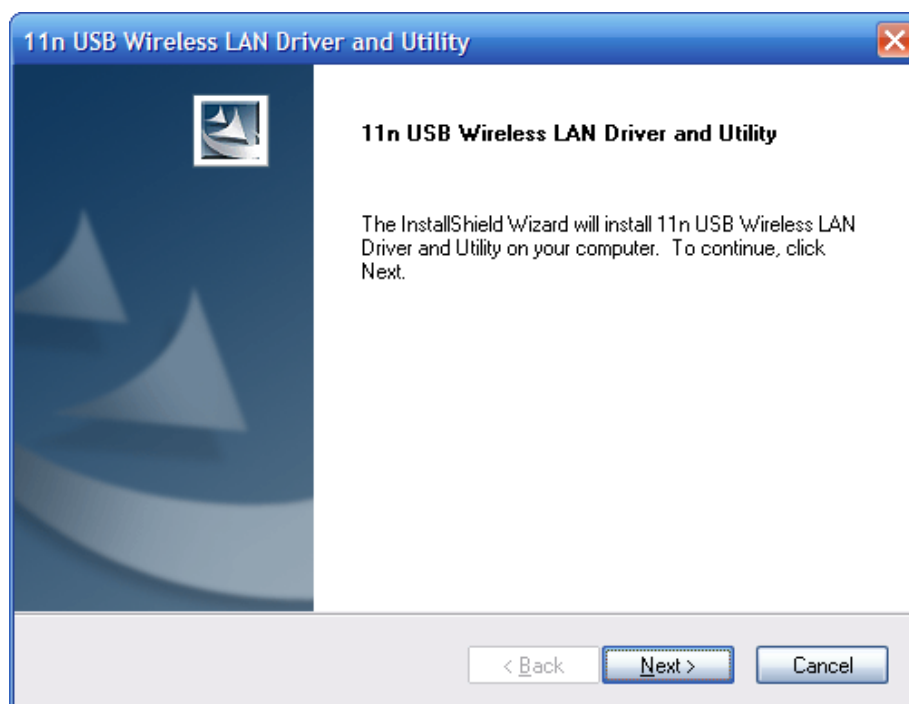 11n USB Wireless LAN Driver and Utility
11n USB Wireless LAN Driver and Utility
The InstallShield Wizard will install 11n USB Wireless LAN
Driver and Utility on your computer.  To continue, click
Next.
< Back
Next >
Cancel